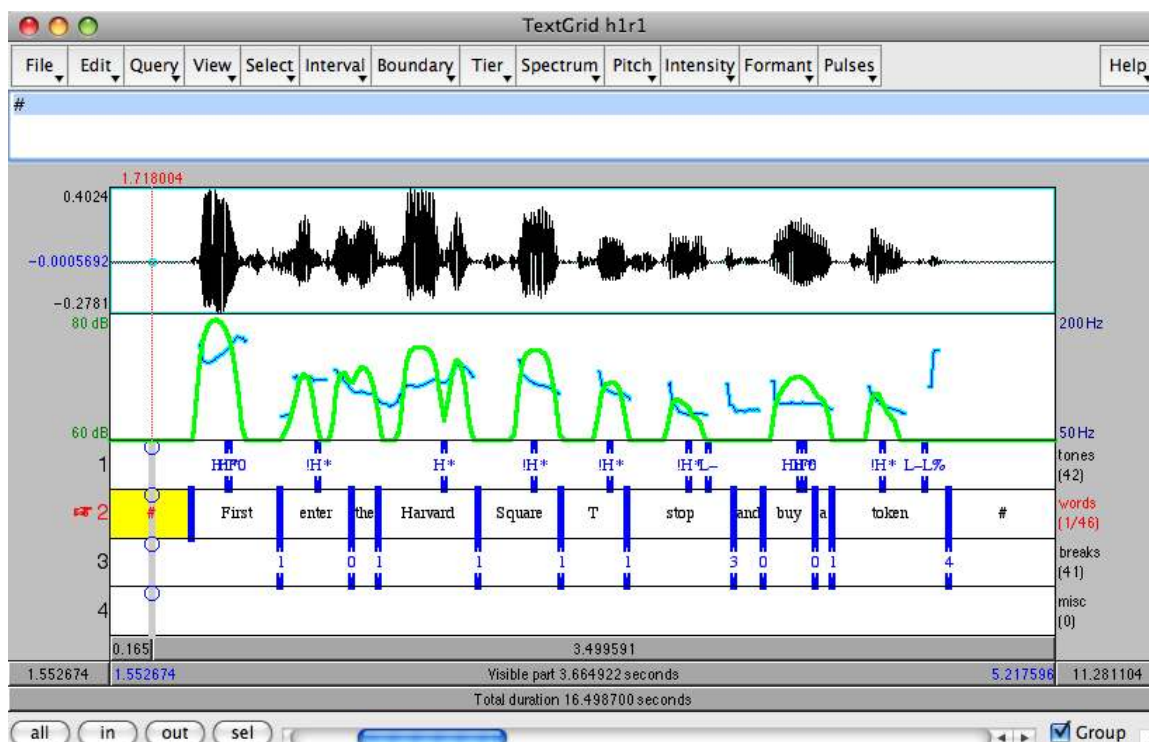 TextGrid h1r1
File Edit Query View Select Interval Boundary Tier Spectrum Pitch Intensity Formant Pulses Help
#
1.718004
0.4024
-0.0005692
-0.2781
80 dB 200 Hz
60 dB 50 Hz
1 !H* H* !H* !H* !H* L- !H* L-L% tones (42)
2 # First enter the Harvard Square T stop and buy a token # words (1/46)
3 1 0 1 1 1 1 3 0 0 1 4 breaks (41)
4 misc (0)
0.165 3.499591
1.552674 1.552674 Visible part 3.664922 seconds 5.217596 11.281104
Total duration 16.498700 seconds
all in out sel Group